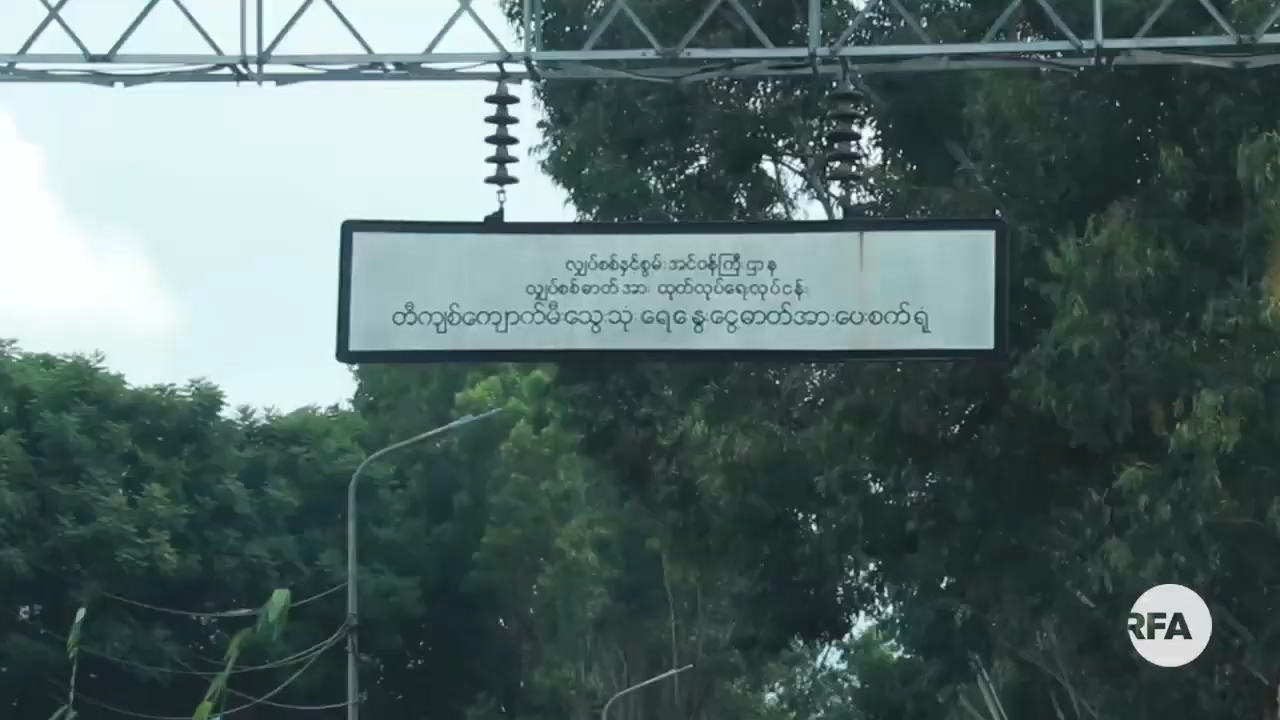 လျှပ်စစ်နှင့်စွမ်းအင်ဝန်ကြီးဌာန
လျှပ်စစ်ဓာတ်အား ထုတ်လုပ်ရေးလုပ်ငန်း
တီကျစ်ကျောက်မီးသွေးသုံး ရေနွေးငွေ့ဓာတ်အားပေးစက်ရုံ
RFA